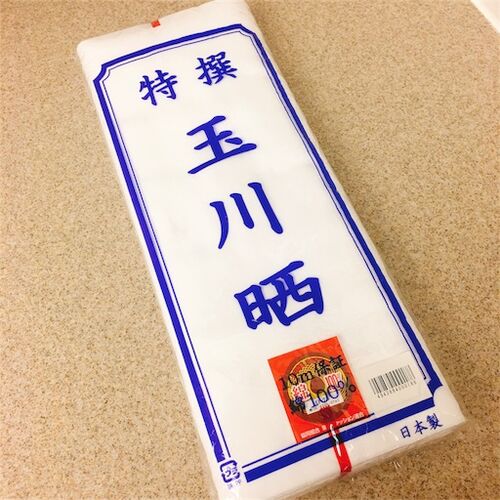 特撰
玉川晒
10m保証
綿100%
日本製